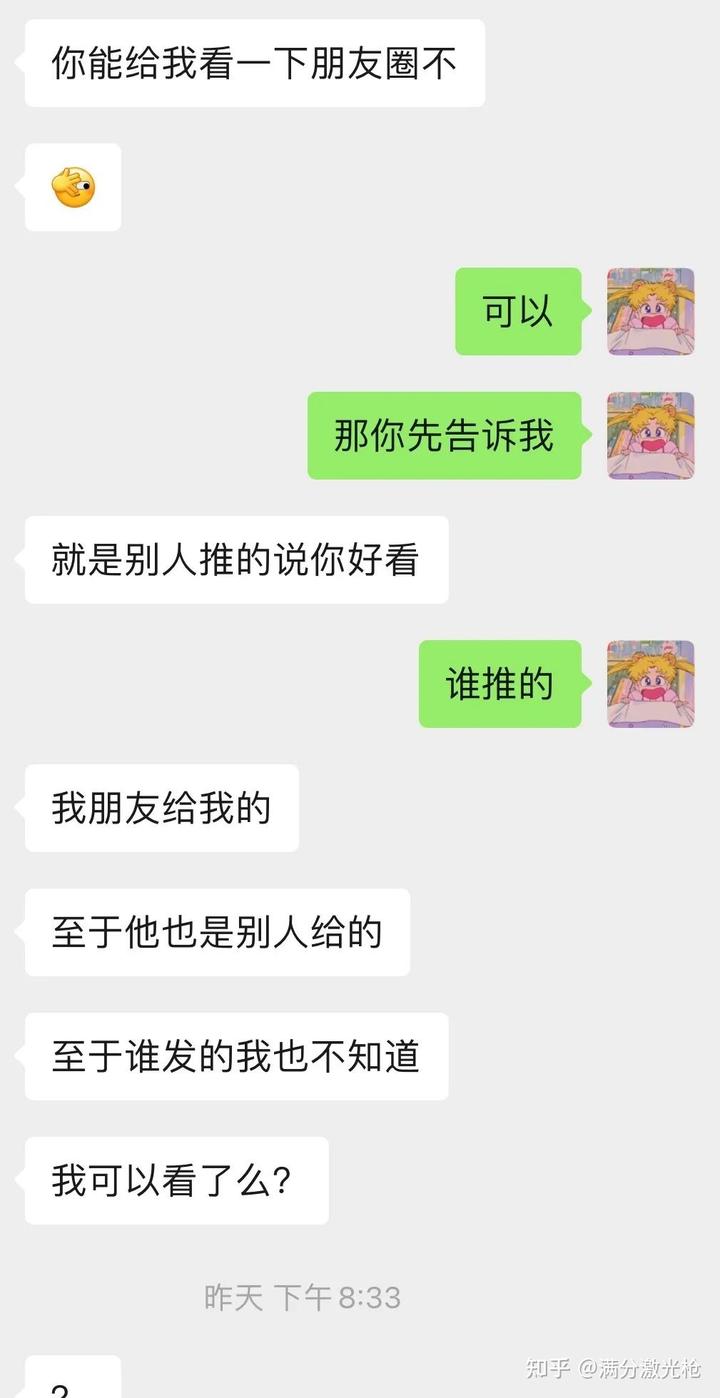 你能给我看一下朋友圈不
可以
那你先告诉我
就是别人推的说你好看
谁推的
我朋友给我的
至于他也是别人给的
至于谁发的我也不知道
我可以看了么?
昨天 下午 8:33
知乎 @满分激光枪